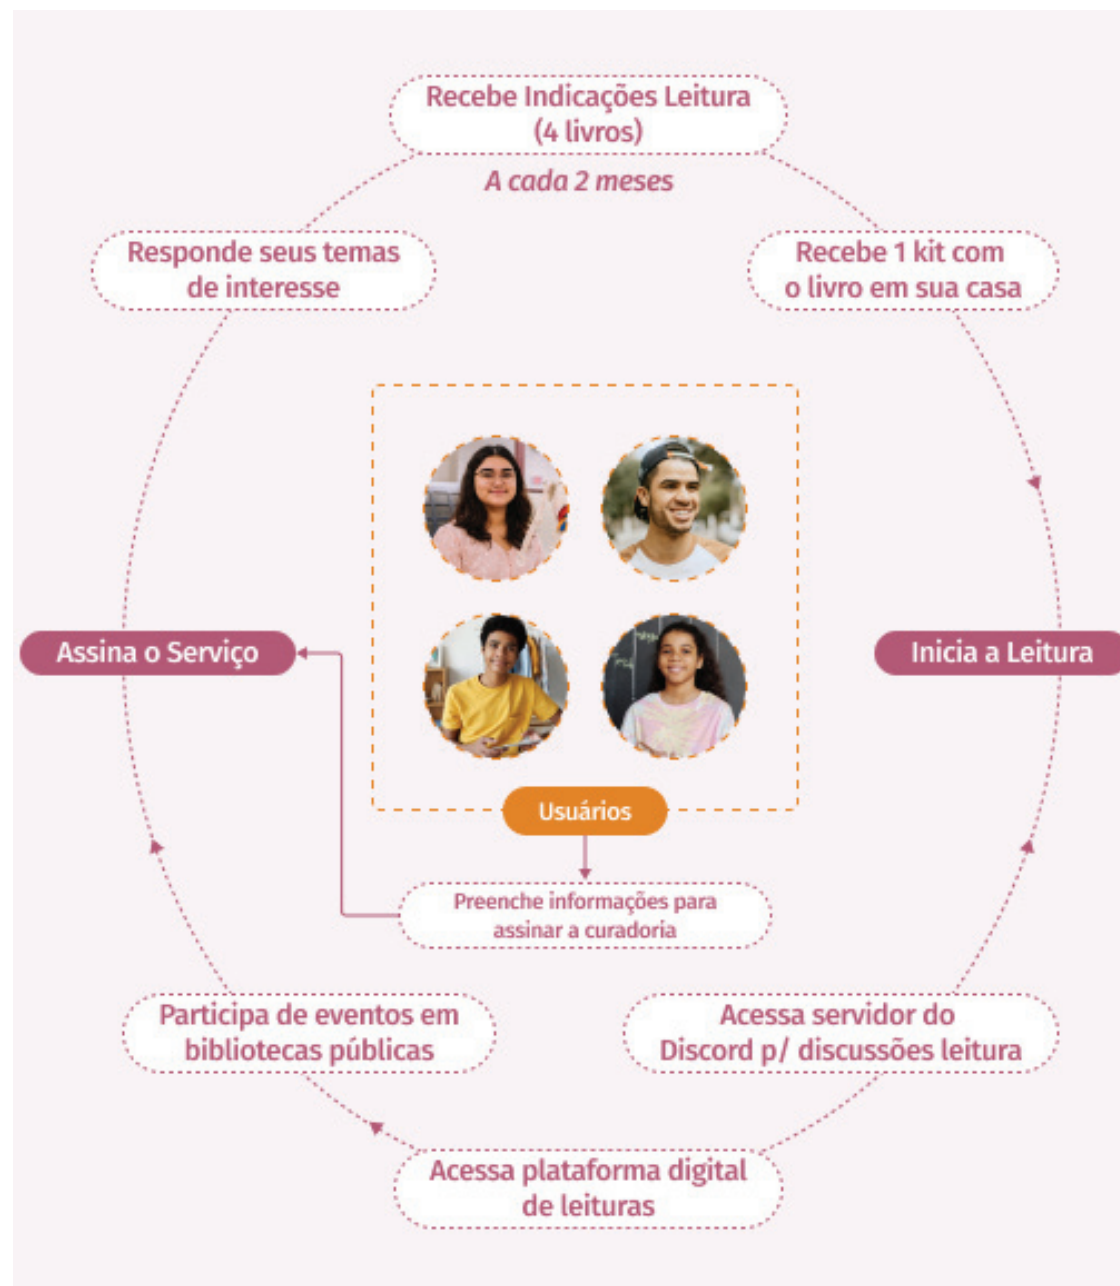 Recebe Indicações Leitura
(4 livros)
A cada 2 meses
Responde seus temas
de interesse
Recebe 1 kit com
o livro em sua casa
Assina o Serviço
Inicia a Leitura
Usuários
Preenche informações para
assinar a curadoria
Participa de eventos em
bibliotecas públicas
Acessa servidor do
Discord p/ discussões leitura
Acessa plataforma digital
de leituras